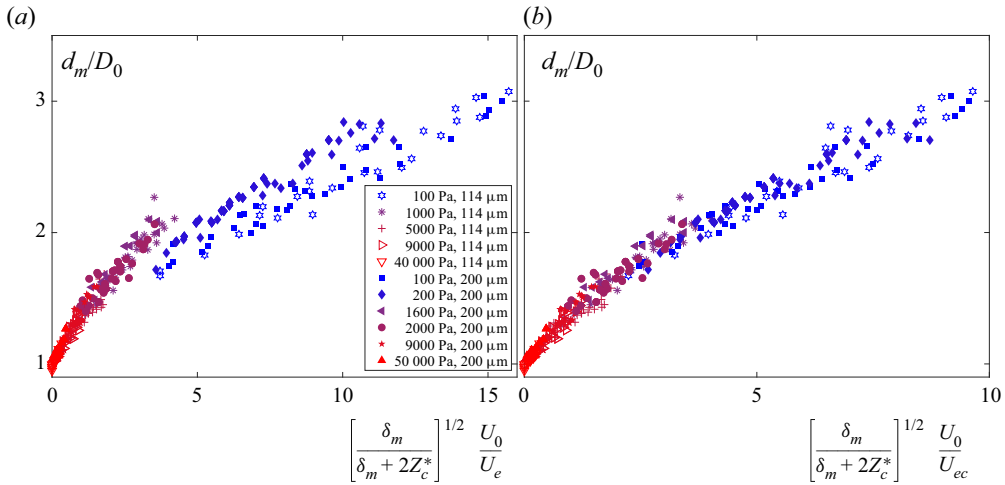 (a)
d_m/D_0
3
2
1
0
5
10
15
100 Pa, 114 μm
1000 Pa, 114 μm
5000 Pa, 114 μm
9000 Pa, 114 μm
40 000 Pa, 114 μm
100 Pa, 200 μm
200 Pa, 200 μm
1600 Pa, 200 μm
2000 Pa, 200 μm
9000 Pa, 200 μm
50 000 Pa, 200 μm
[δ_m / (δ_m + 2Z_c^*)]^{1/2} U_0/U_e
(b)
d_m/D_0
0
5
10
[δ_m / (δ_m + 2Z_c^*)]^{1/2} U_0/U_{ec}